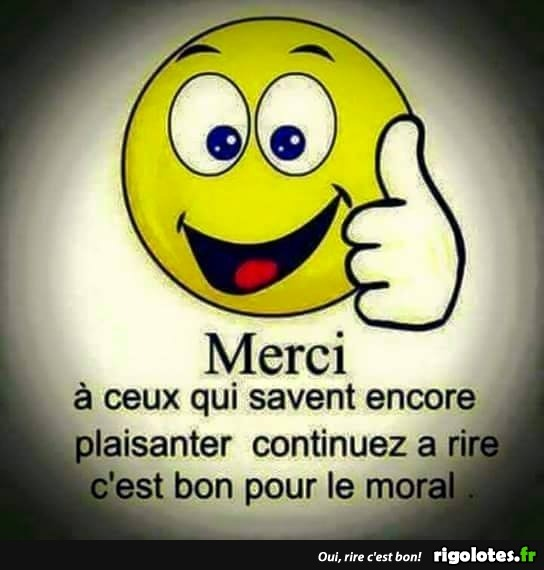 Merci
à ceux qui savent encore
plaisanter continuez a rire
c'est bon pour le moral .
Oui, rire c'est bon! rigolotes.fr